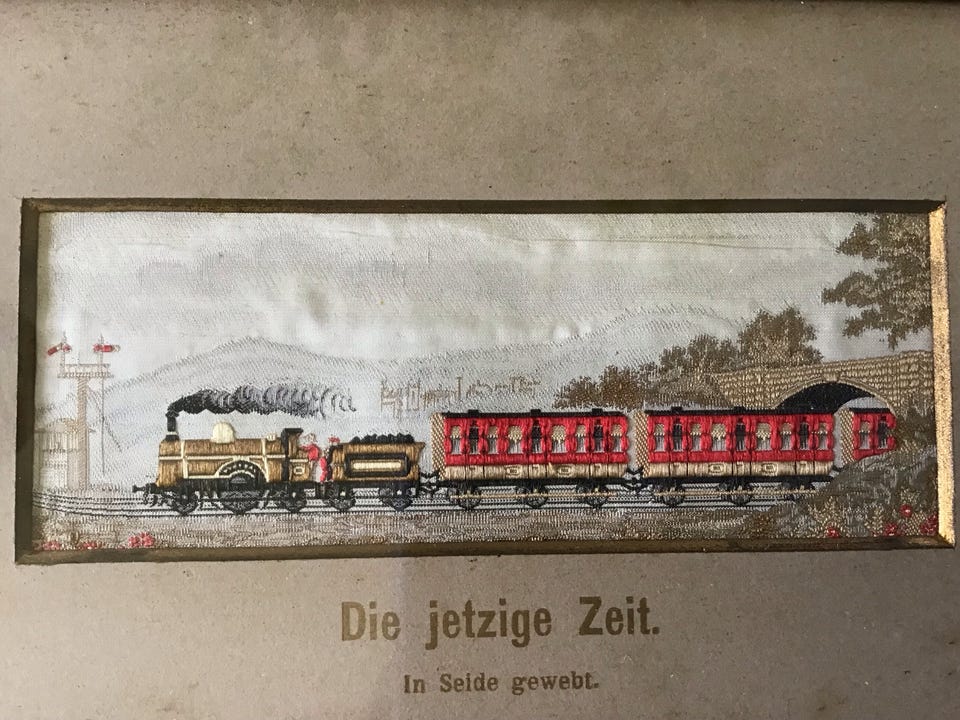 Die jetzige Zeit.
In Seide gewebt.